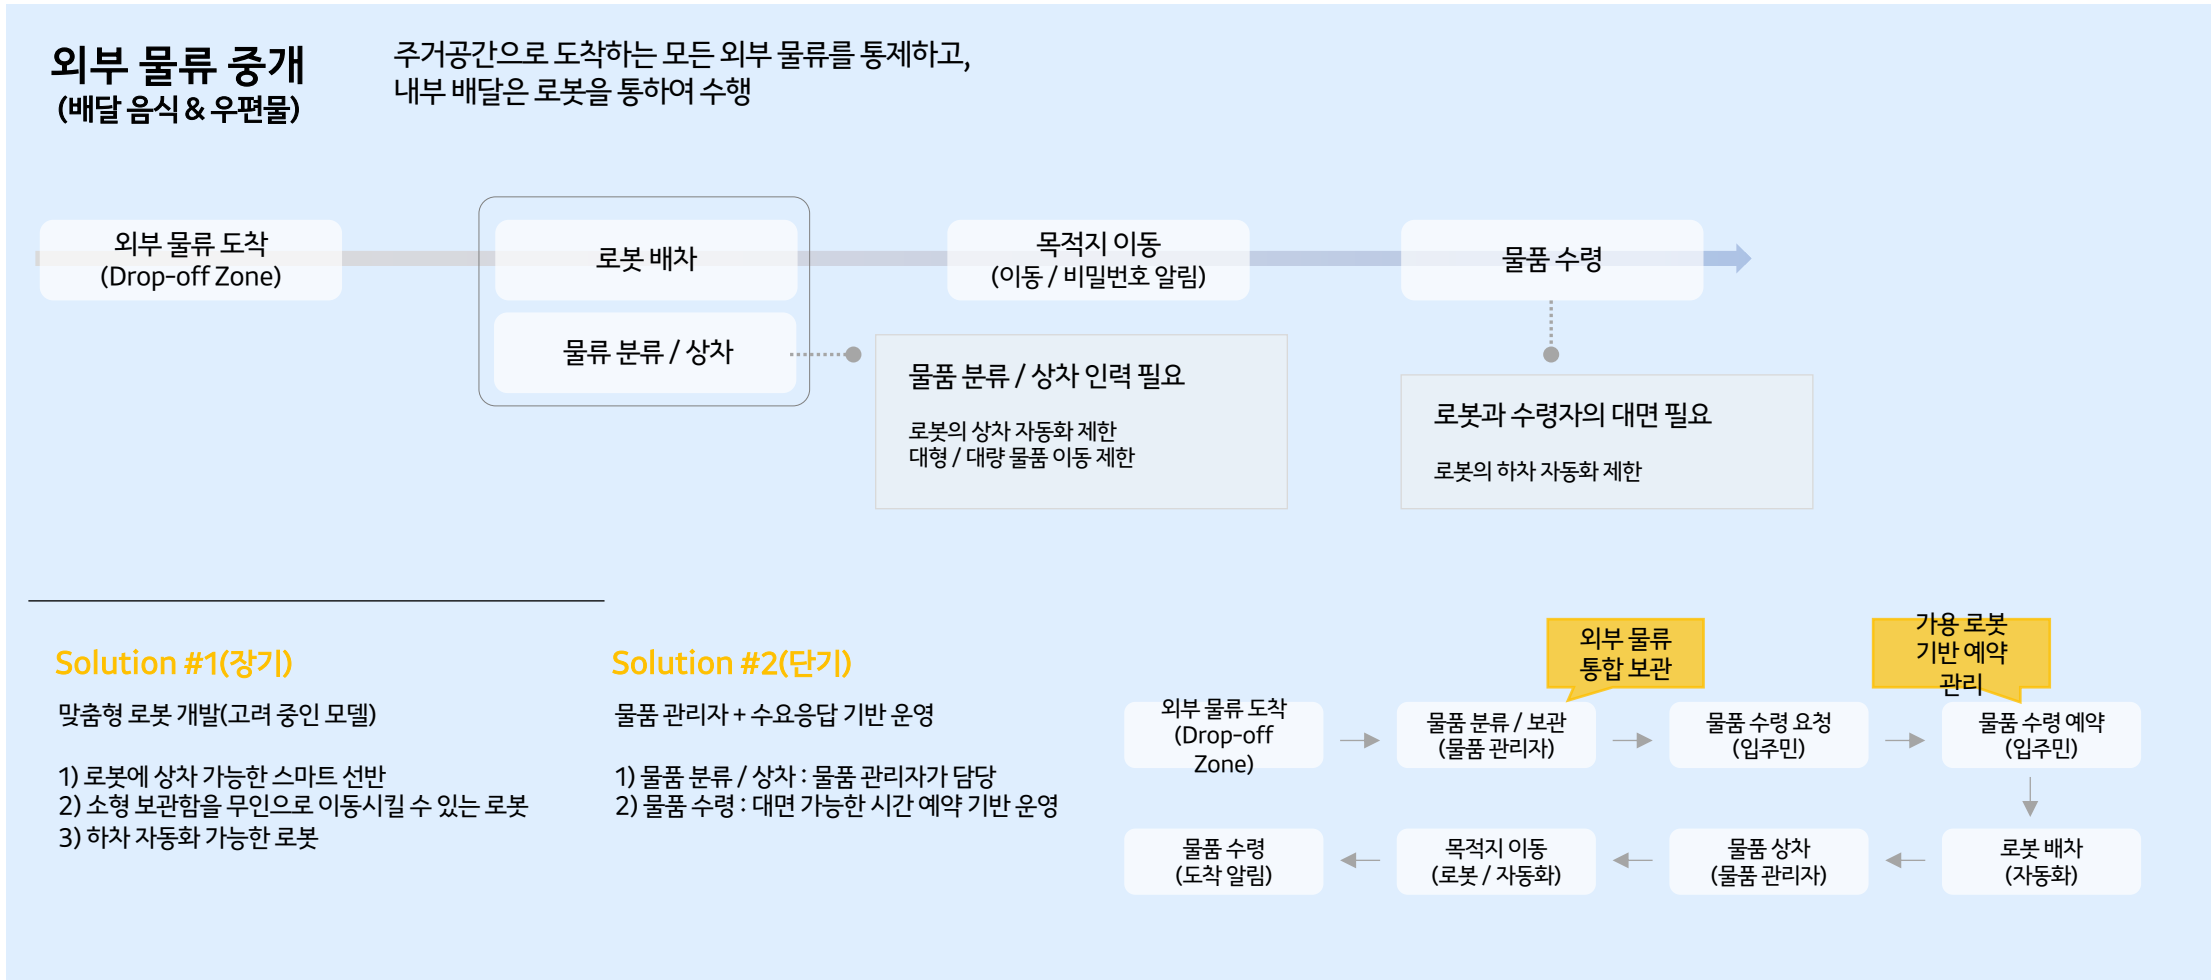 외부 물류 중개
(배달 음식 & 우편물)
주거공간으로 도착하는 모든 외부 물류를 통제하고,
내부 배달은 로봇을 통하여 수행
외부 물류 도착
(Drop-off Zone)
로봇 배차
물류 분류 / 상차
목적지 이동
(이동 / 비밀번호 알림)
물품 수령
물품 분류 / 상차 인력 필요
로봇의 상차 자동화 제한
대형 / 대량 물품 이동 제한
로봇과 수령자의 대면 필요
로봇의 하차 자동화 제한
Solution #1(장기)
맞춤형 로봇 개발(고려 중인 모델)
1) 로봇에 상차 가능한 스마트 선반
2) 소형 보관함을 무인으로 이동시킬 수 있는 로봇
3) 하차 자동화 가능한 로봇
Solution #2(단기)
물품 관리자 + 수요응답 기반 운영
1) 물품 분류 / 상차 : 물품 관리자가 담당
2) 물품 수령 : 대면 가능한 시간 예약 기반 운영
외부 물류
통합 보관
가용 로봇
기반 예약
관리
외부 물류 도착
(Drop-off
Zone)
물품 분류 / 보관
(물품 관리자)
물품 수령 요청
(입주민)
물품 수령 예약
(입주민)
로봇 배차
(자동화)
물품 상차
(물품 관리자)
목적지 이동
(로봇 / 자동화)
물품 수령
(도착 알림)